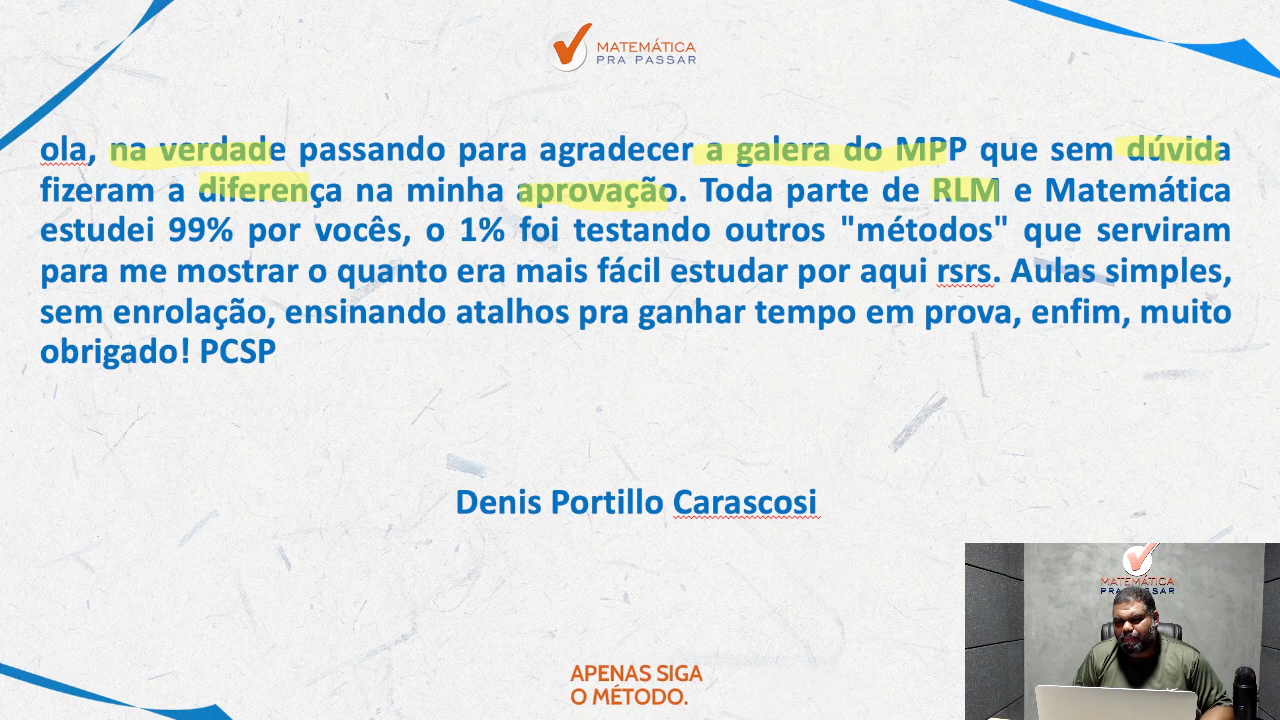 MATEMÁTICA
PRA PASSAR
ola, na verdade passando para agradecer a galera do MPP que sem dúvida
fizeram a diferença na minha aprovação. Toda parte de RLM e Matemática
estudei 99% por vocês, o 1% foi testando outros "métodos" que serviram
para me mostrar o quanto era mais fácil estudar por aqui rsrs. Aulas simples,
sem enrolação, ensinando atalhos pra ganhar tempo em prova, enfim, muito
obrigado! PCSP
Denis Portillo Carascosi
MATEMÁTICA
PRA PASSAR
APENAS SIGA
O MÉTODO.